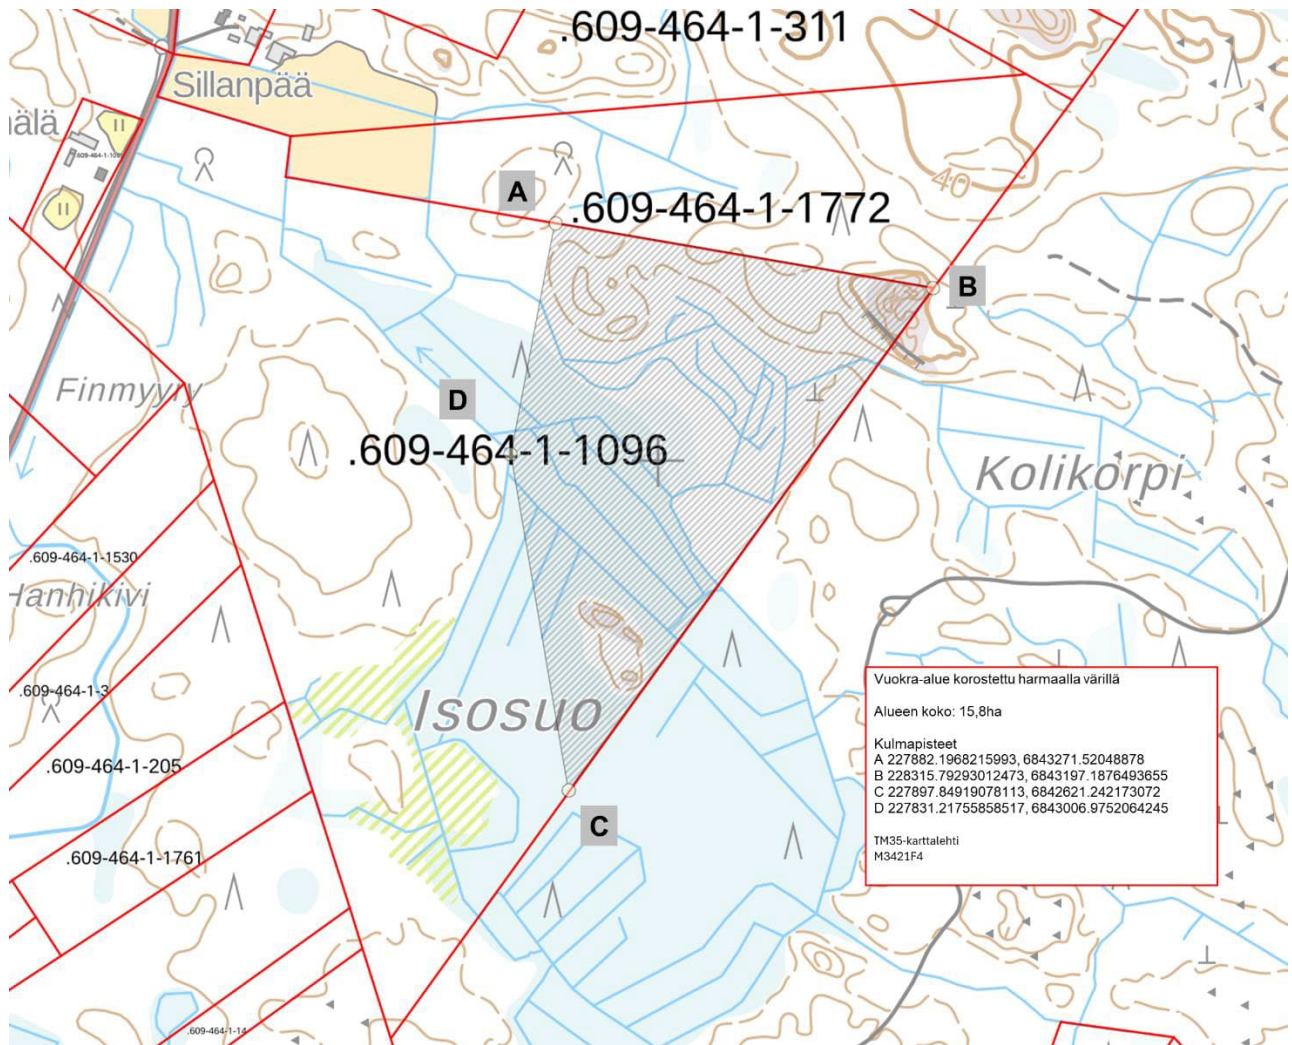 .609-464-1-311
Sillanpää
älä
A
.609-464-1-1772
40
B
Finmyyry
D
.609-464-1-1096
Kolikorpi
.609-464-1-1530
Hanhikivi
.609-464-1-3
Isosuo
.609-464-1-205
C
.609-464-1-1761
.609-464-1-14
Vuokra-alue korostettu harmaalla värillä
Alueen koko: 15,8ha
Kulmapisteet
A 227882.1968215993, 6843271.52048878
B 228315.79293012473, 6843197.1876493655
C 227897.84919078113, 6842621.242173072
D 227831.21755858517, 6843006.9752064245
TM35-karttalehti
M3421F4